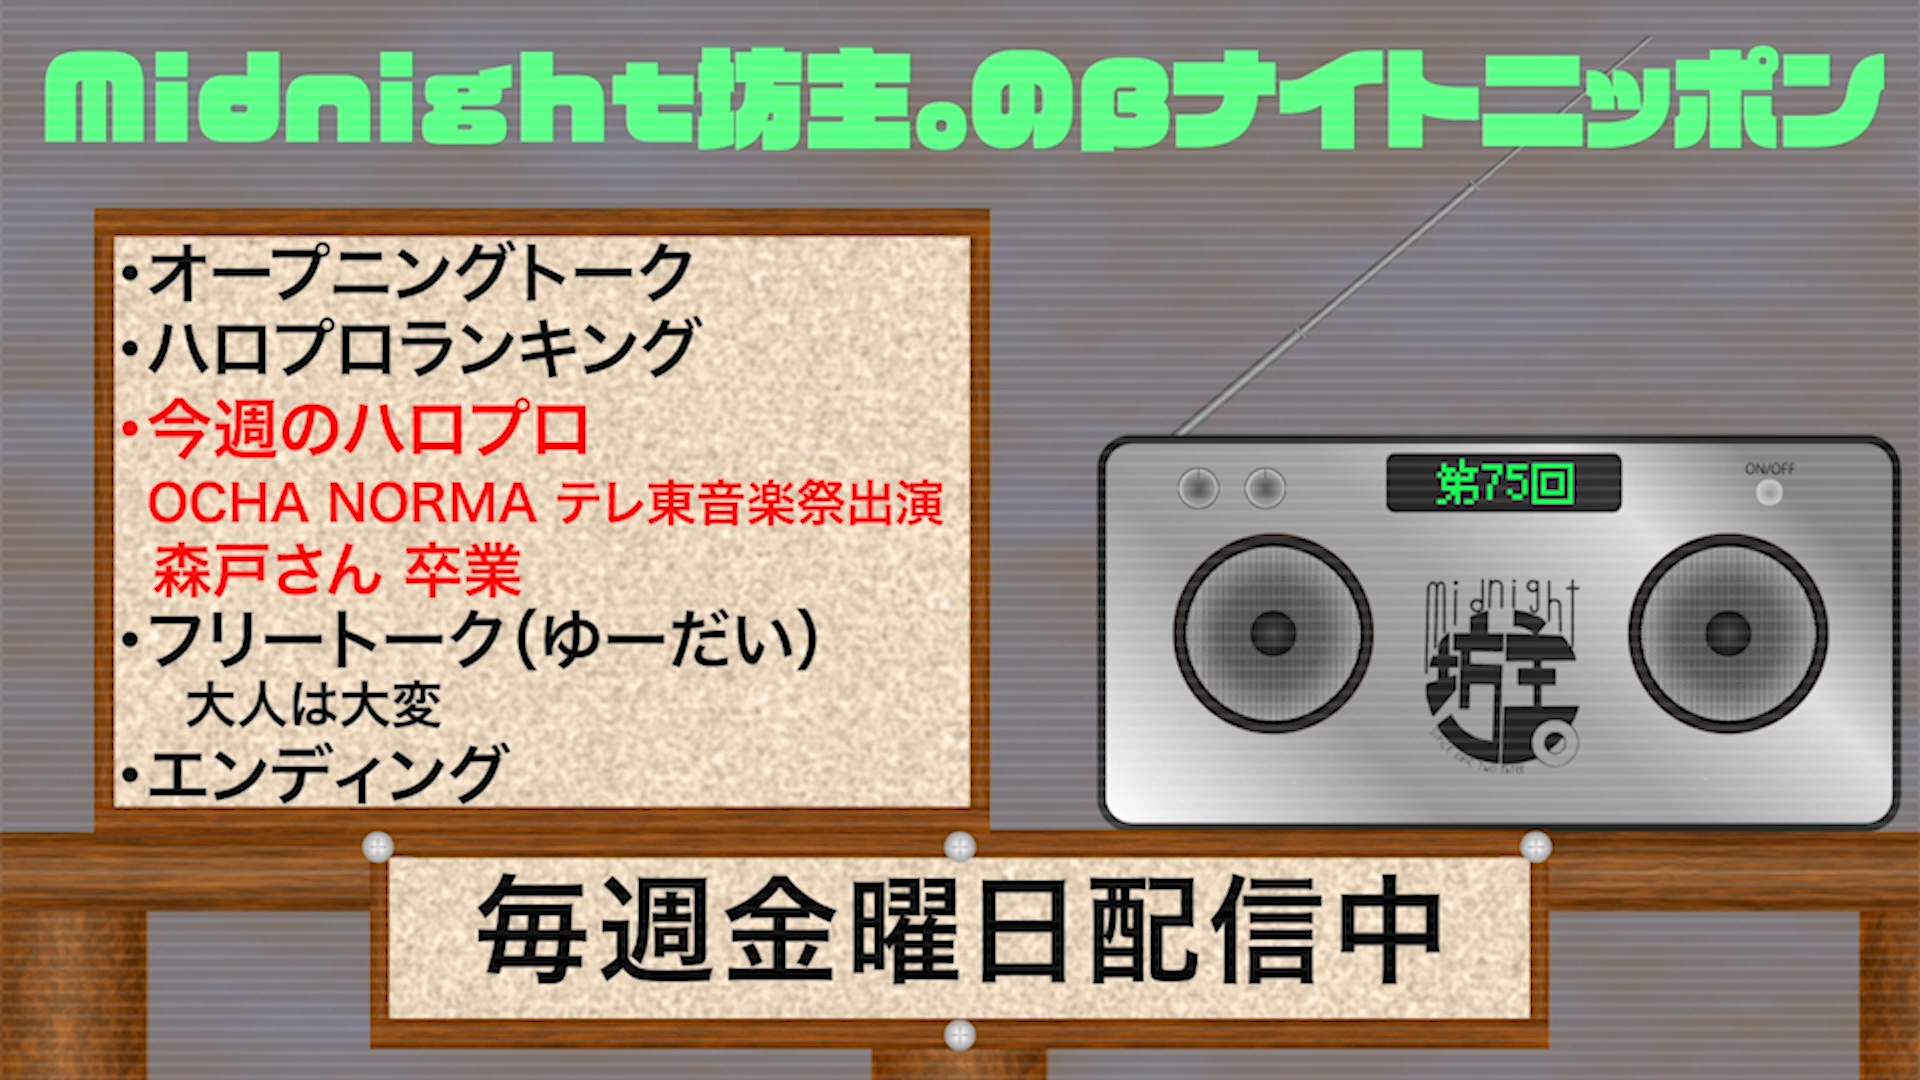 Midnight坊主。のβナイトニッポン
・オープニングトーク
・ハロプロランキング
・今週のハロプロ
OCHA NORMA テレ東音楽祭出演
森戸さん 卒業
・フリートーク(ゆーだい)
大人は大変
・エンディング
第75回
ON/OFF
midnight
坊主。
毎週金曜日配信中